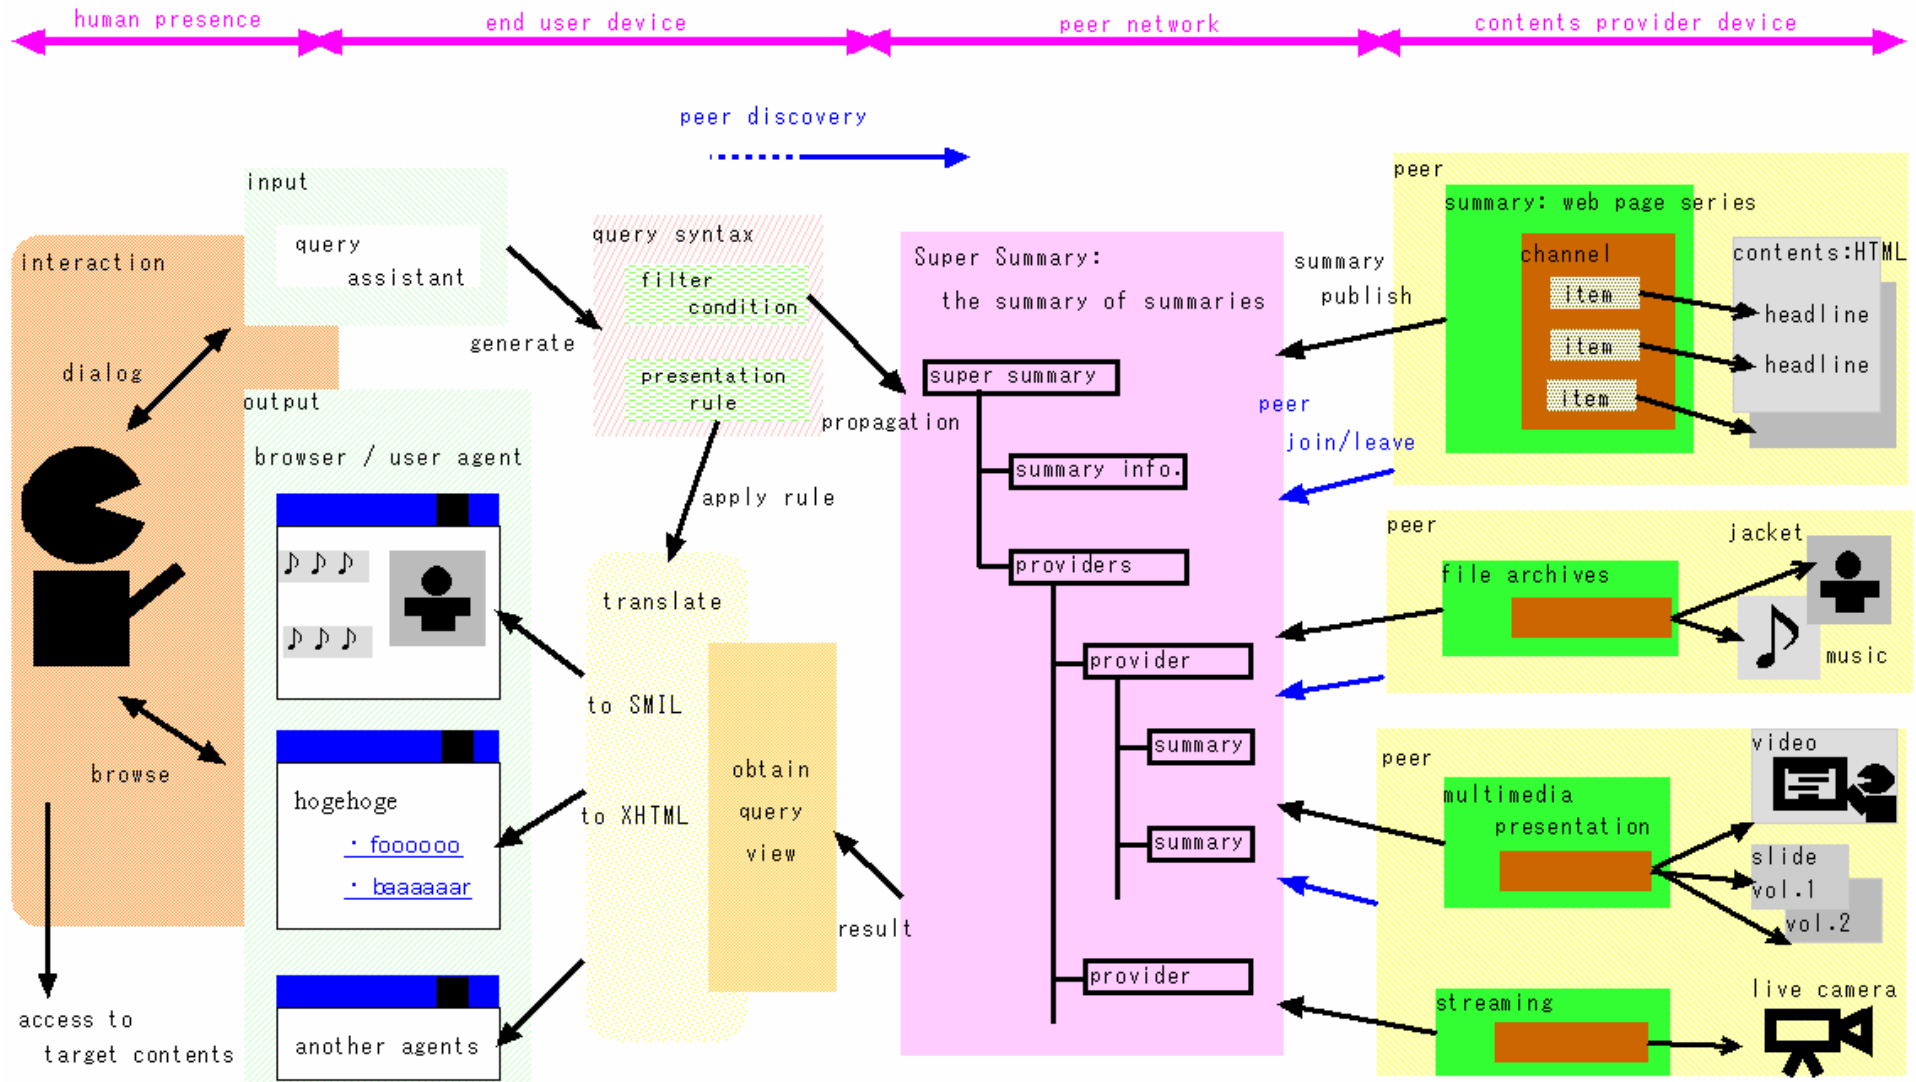 human presence
end user device
peer network
contents provider device
peer discovery
input
query
assistant
interaction
dialog
browse
access to
target contents
output
browser / user agent
♪ ♪ ♪
♪ ♪ ♪
hogehoge
・ foooooo
・ baaaaaar
another agents
generate
query syntax
filter
condition
presentation
rule
propagation
apply rule
translate
to SMIL
to XHTML
obtain
query
view
result
Super Summary:
the summary of summaries
super summary
summary info.
providers
provider
summary
summary
provider
summary
publish
peer
join/leave
peer
summary: web page series
channel
item
item
item
contents:HTML
headline
headline
peer
file archives
jacket
music
peer
multimedia
presentation
video
slide
vol.1
vol.2
streaming
live camera